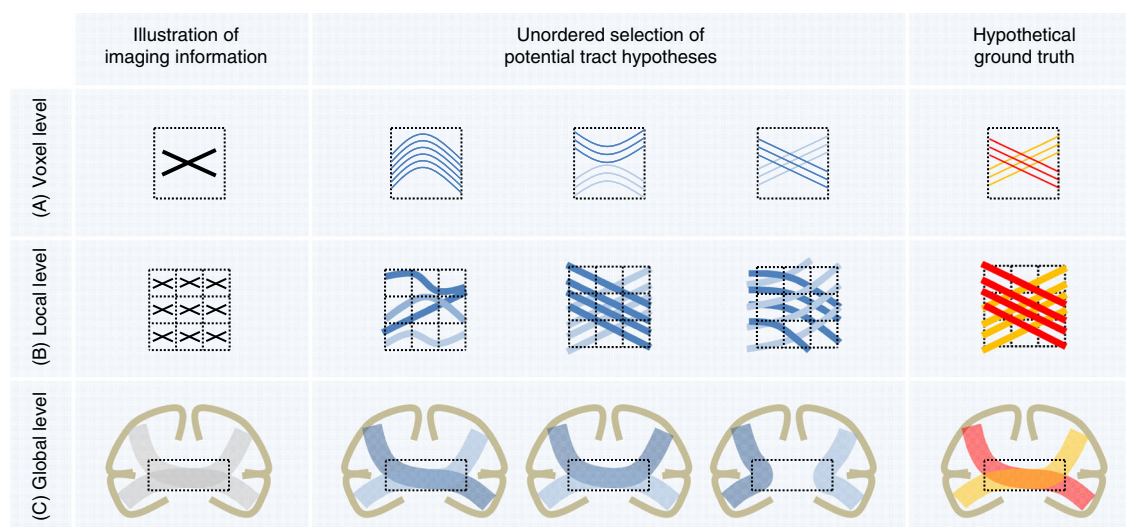 Illustration of
imaging information
Unordered selection of
potential tract hypotheses
Hypothetical
ground truth
(A) Voxel level
(B) Local level
(C) Global level